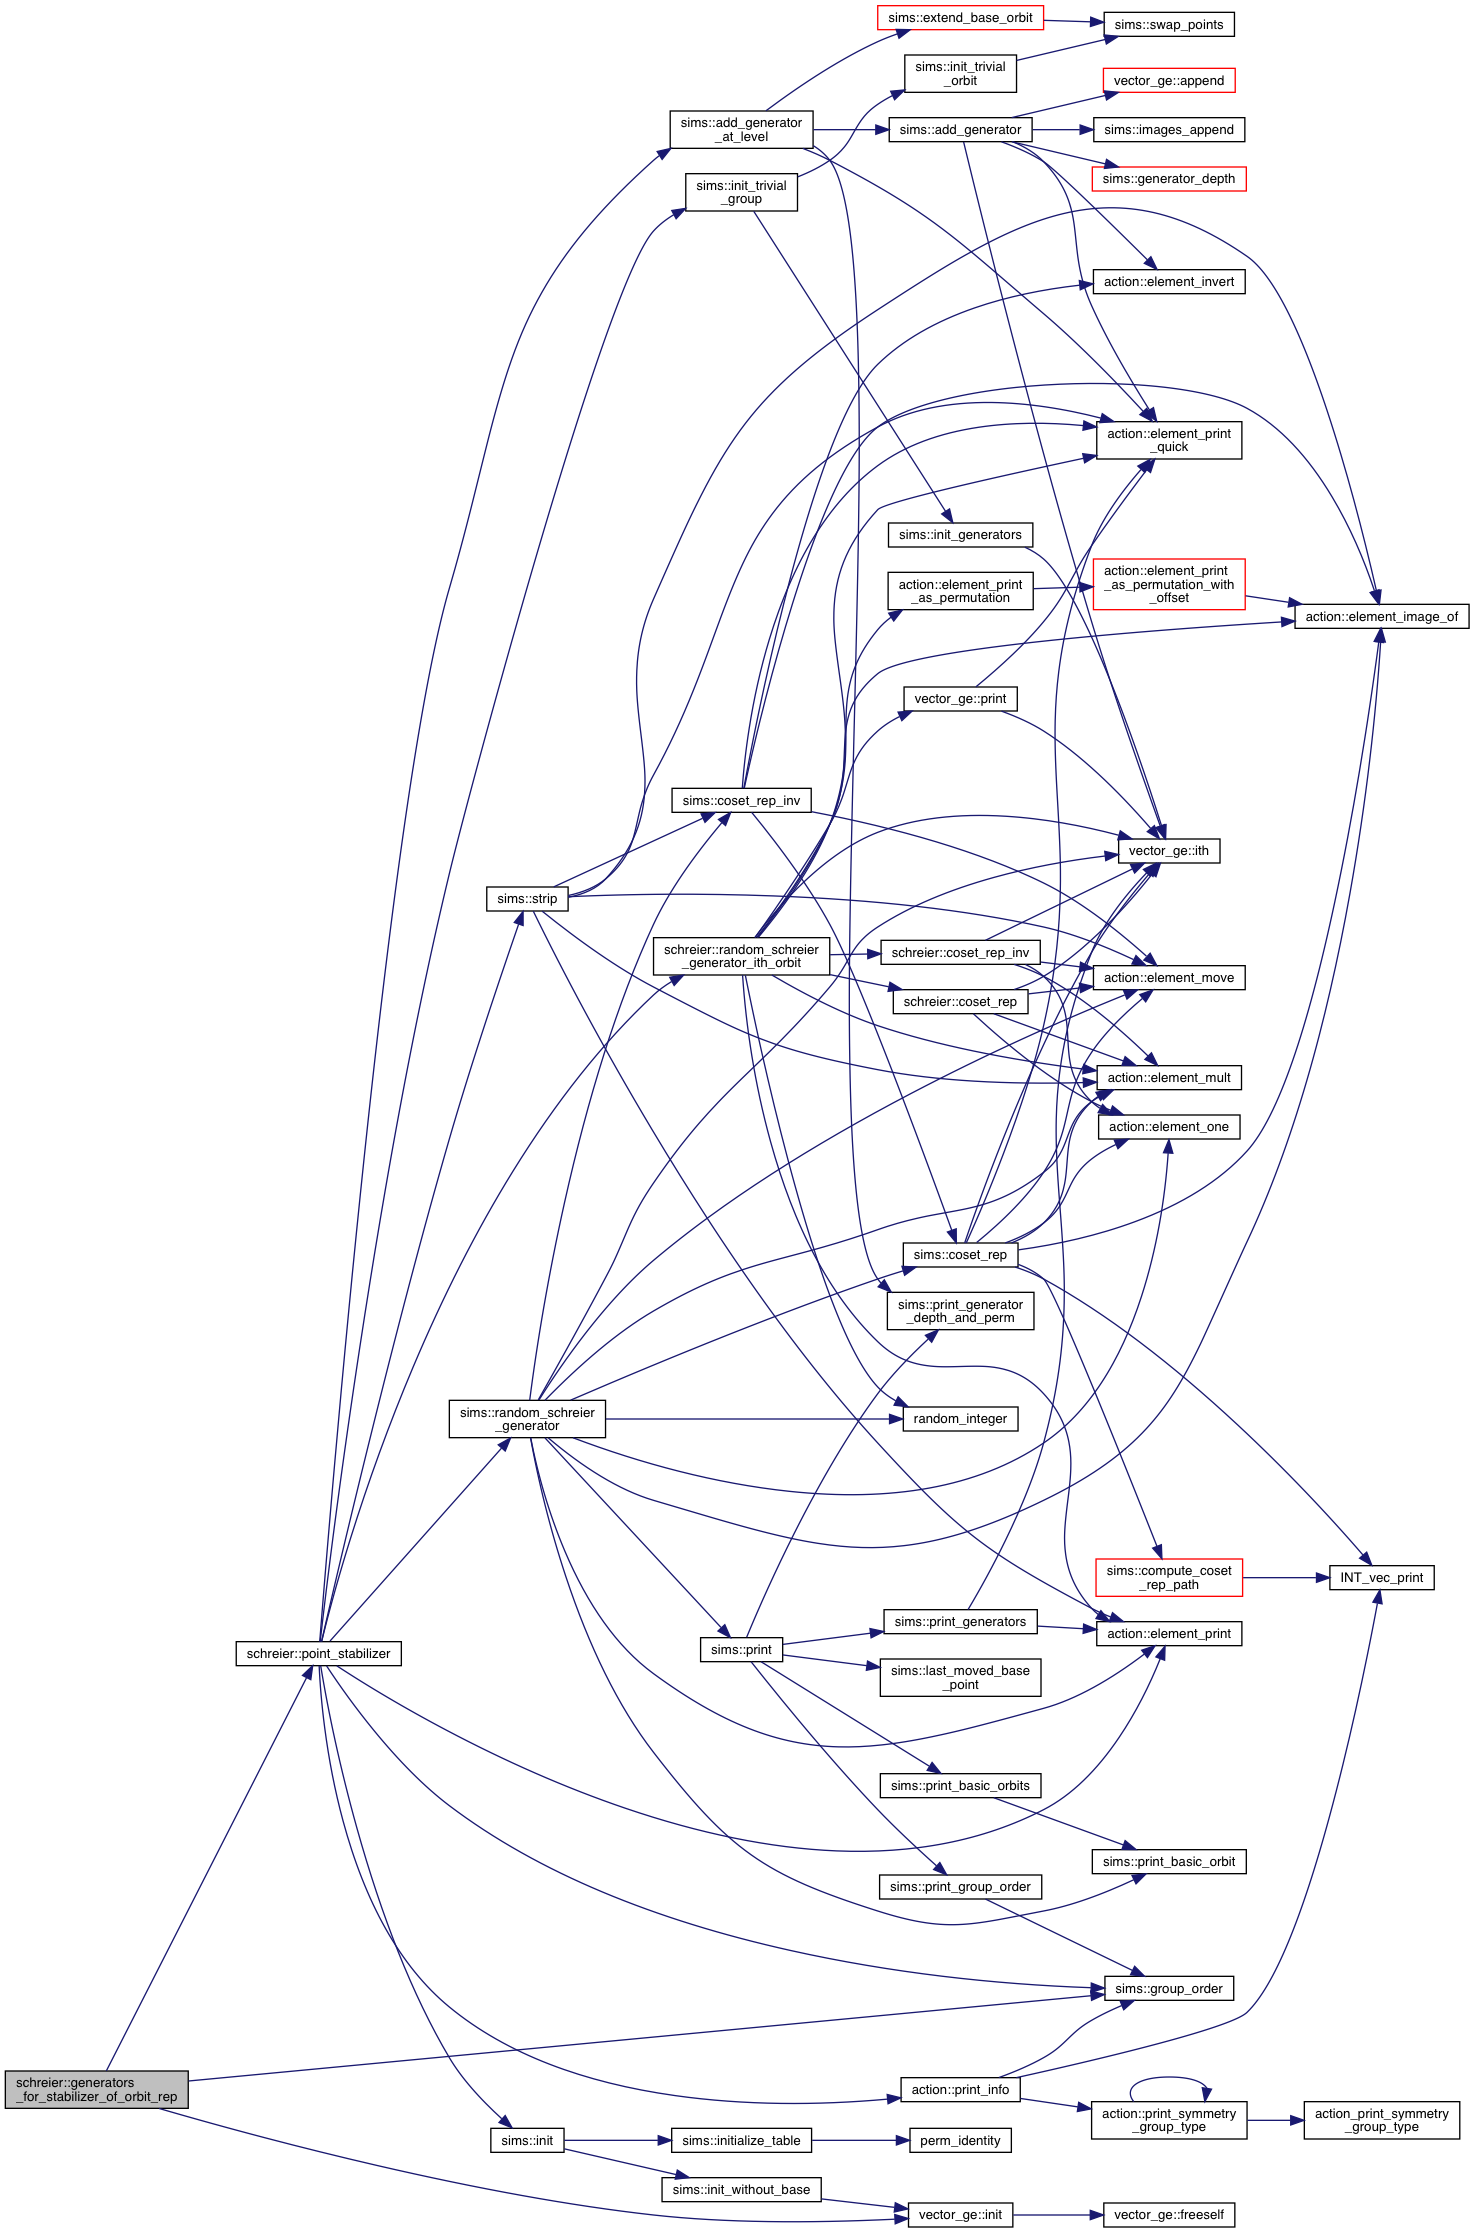 sims::extend_base_orbit
sims::swap_points
sims::init_trivial
_orbit
vector_ge::append
sims::add_generator
_at_level
sims::add_generator
sims::images_append
sims::generator_depth
sims::init_trivial
_group
action::element_invert
action::element_print
_quick
sims::init_generators
action::element_print
_as_permutation
action::element_print
_as_permutation_with
_offset
action::element_image_of
vector_ge::print
sims::coset_rep_inv
vector_ge::ith
sims::strip
schreier::random_schreier
_generator_ith_orbit
schreier::coset_rep_inv
action::element_move
schreier::coset_rep
action::element_mult
action::element_one
sims::coset_rep
sims::print_generator
_depth_and_perm
sims::random_schreier
_generator
random_integer
sims::compute_coset
_rep_path
INT_vec_print
sims::print_generators
action::element_print
schreier::point_stabilizer
sims::print
sims::last_moved_base
_point
sims::print_basic_orbits
sims::print_basic_orbit
sims::print_group_order
sims::group_order
schreier::generators
_for_stabilizer_of_orbit_rep
action::print_info
action::print_symmetry
_group_type
action_print_symmetry
_group_type
sims::init
sims::initialize_table
perm_identity
sims::init_without_base
vector_ge::init
vector_ge::freeself